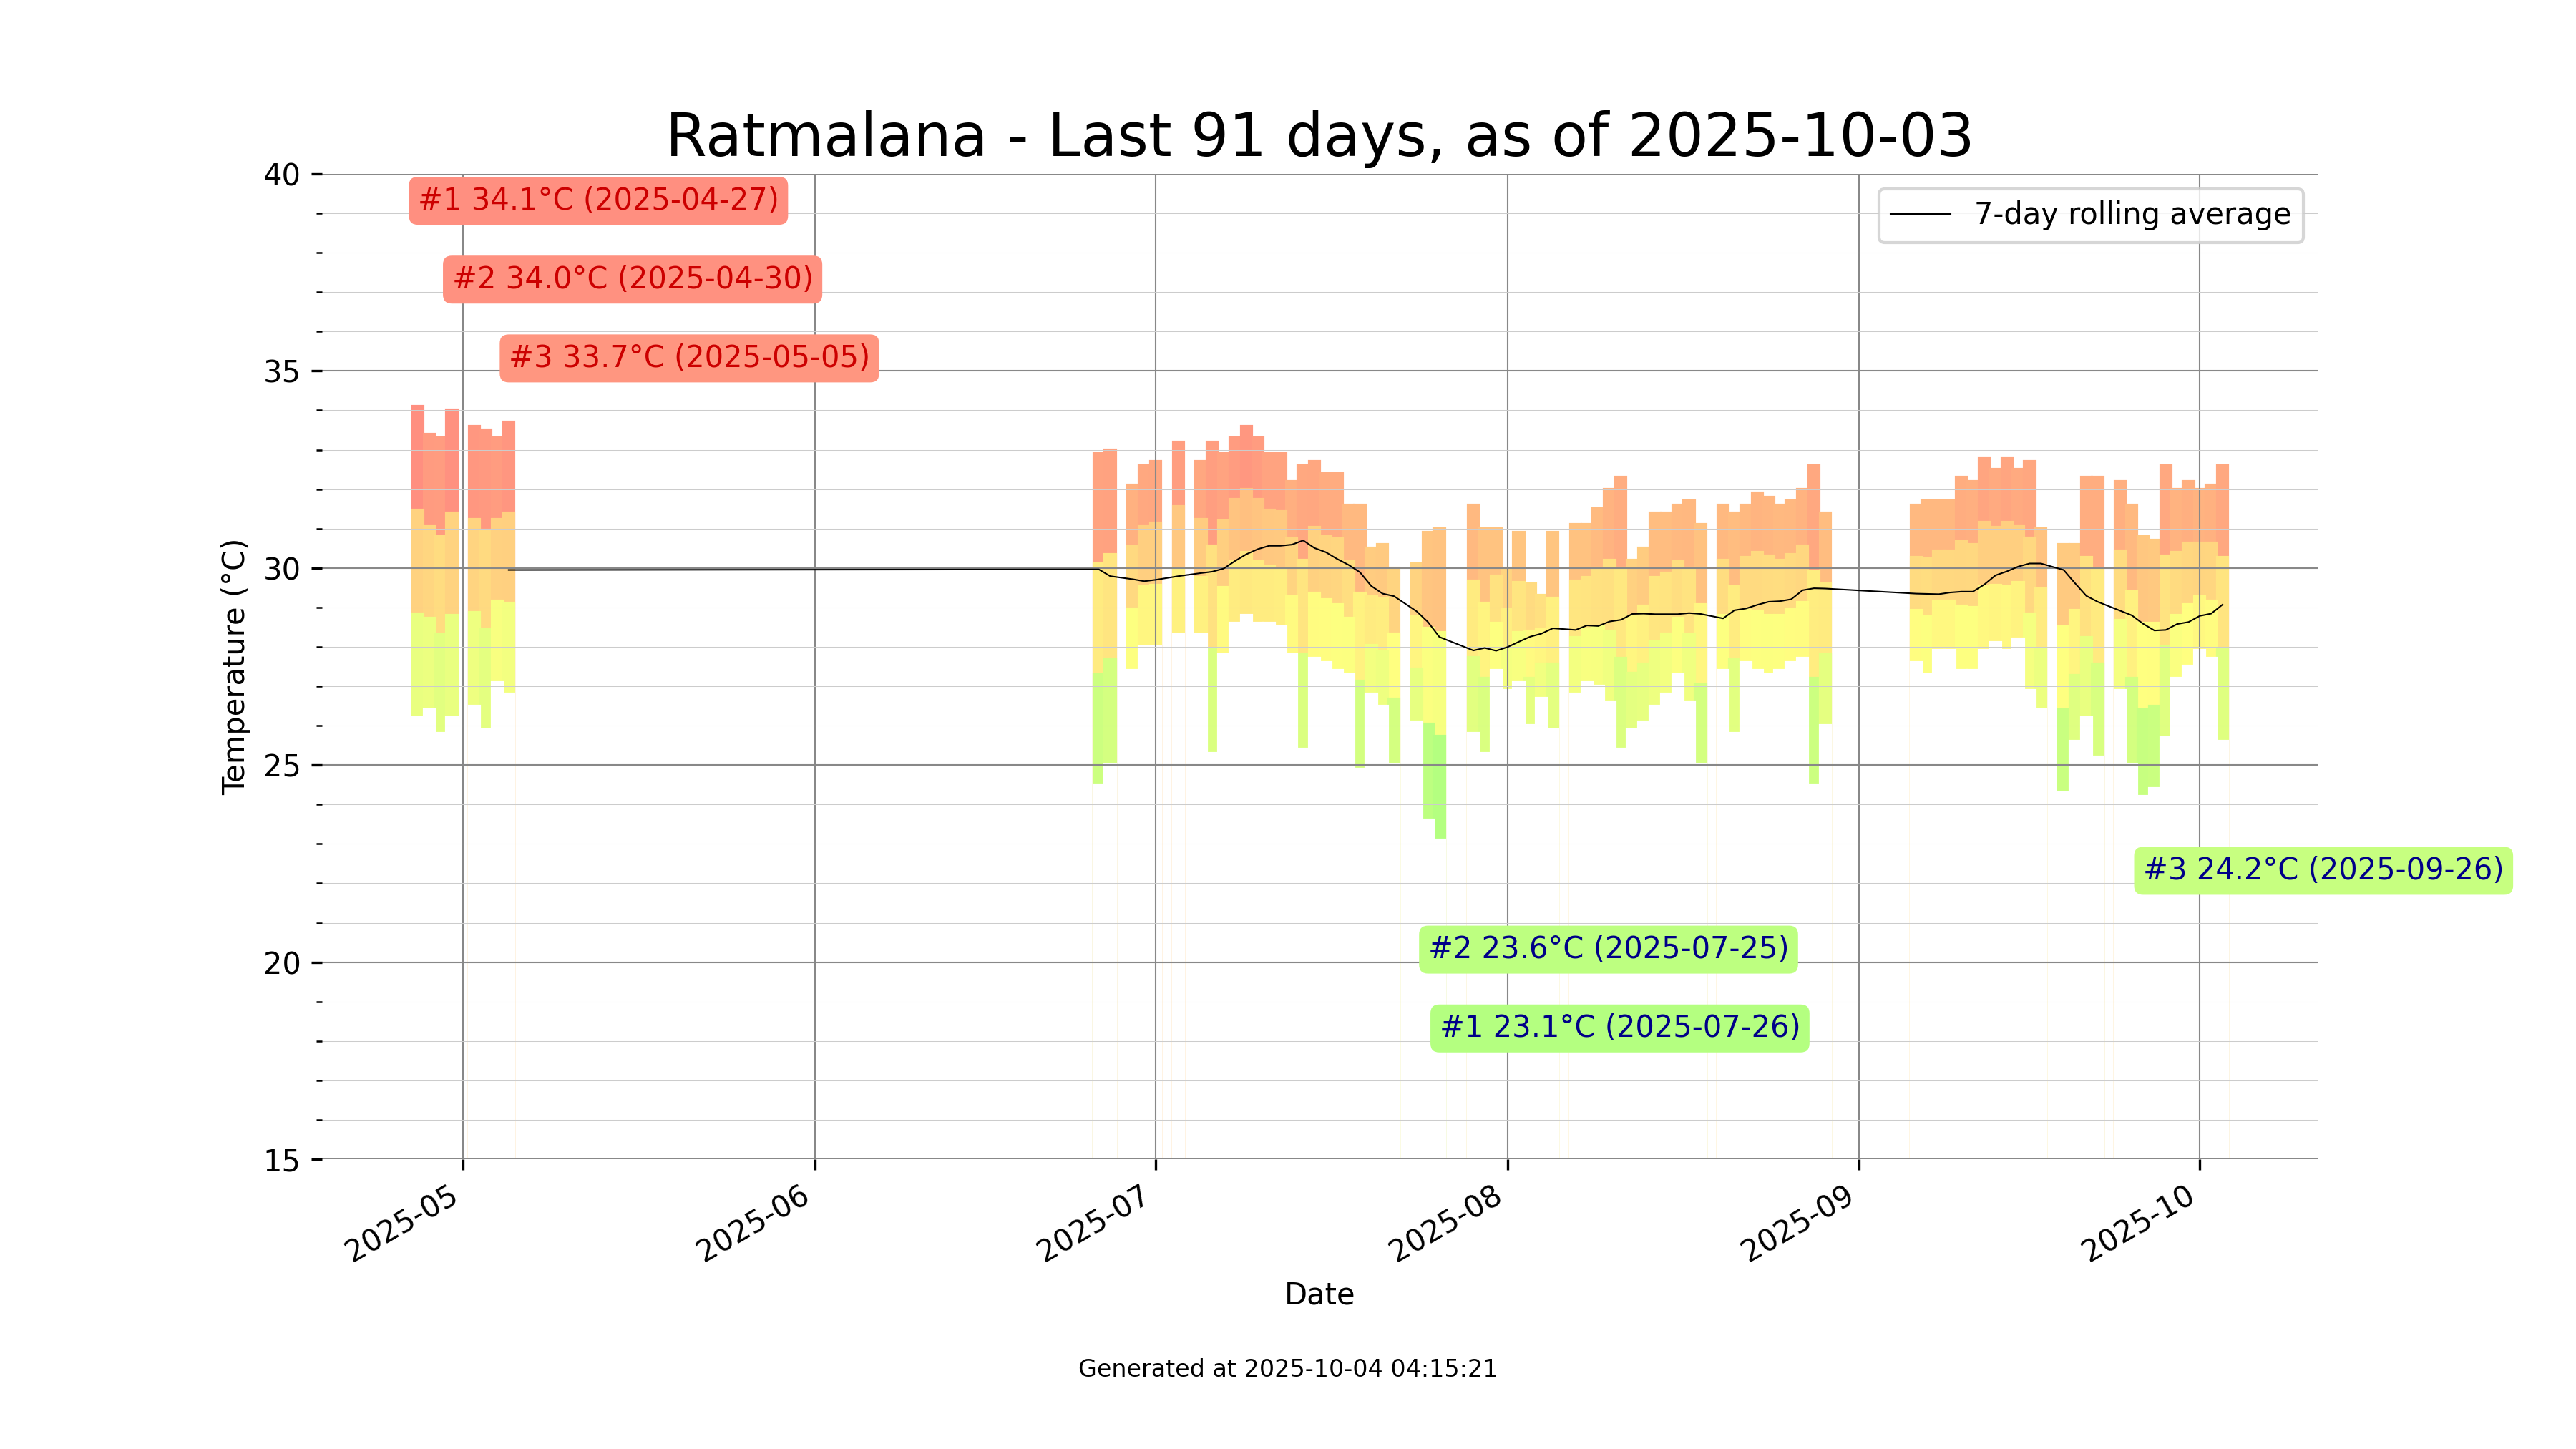 Ratmalana - Last 91 days, as of 2025-10-03
40
#1 34.1°C (2025-04-27)
7-day rolling average
#2 34.0°C (2025-04-30)
#3 33.7°C (2025-05-05)
35
30
Temperature (°C)
25
#3 24.2°C (2025-09-26)
#2 23.6°C (2025-07-25)
20
#1 23.1°C (2025-07-26)
15
2025-05
2025-06
2025-07
2025-08
2025-09
2025-10
Date
Generated at 2025-10-04 04:15:21